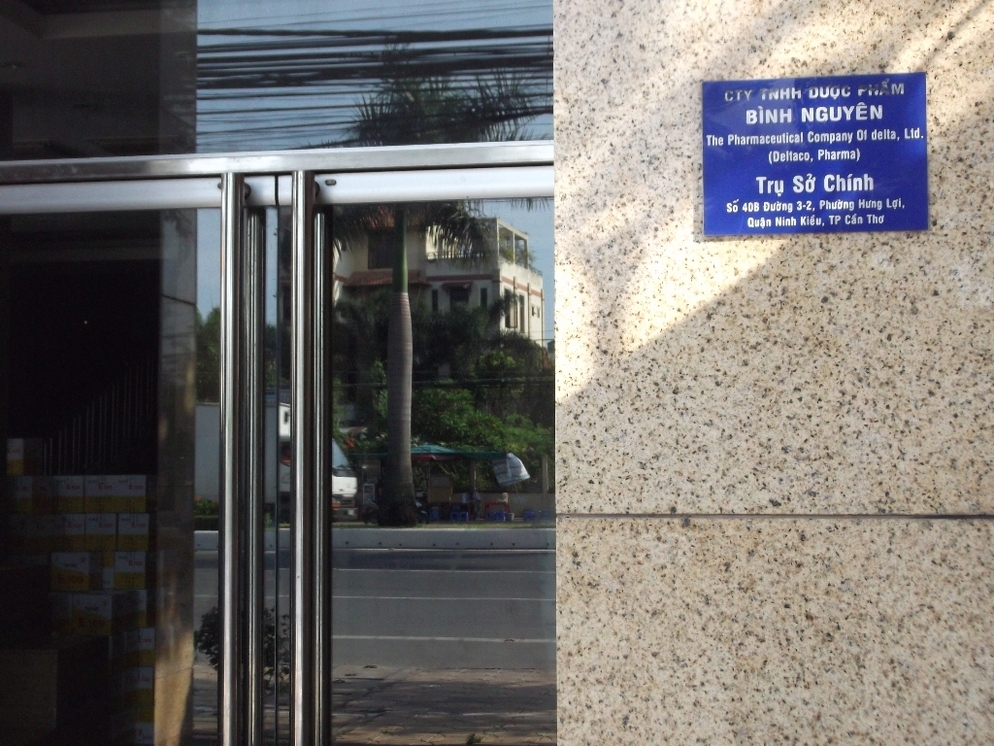 CTY TNHH DƯỢC PHẨM
BÌNH NGUYÊN
The Pharmaceutical Company Of delta, Ltd.
(Deltaco, Pharma)
Trụ Sở Chính
Số 40B Đường 3-2, Phường Hưng Lợi,
Quận Ninh Kiều, TP Cần Thơ